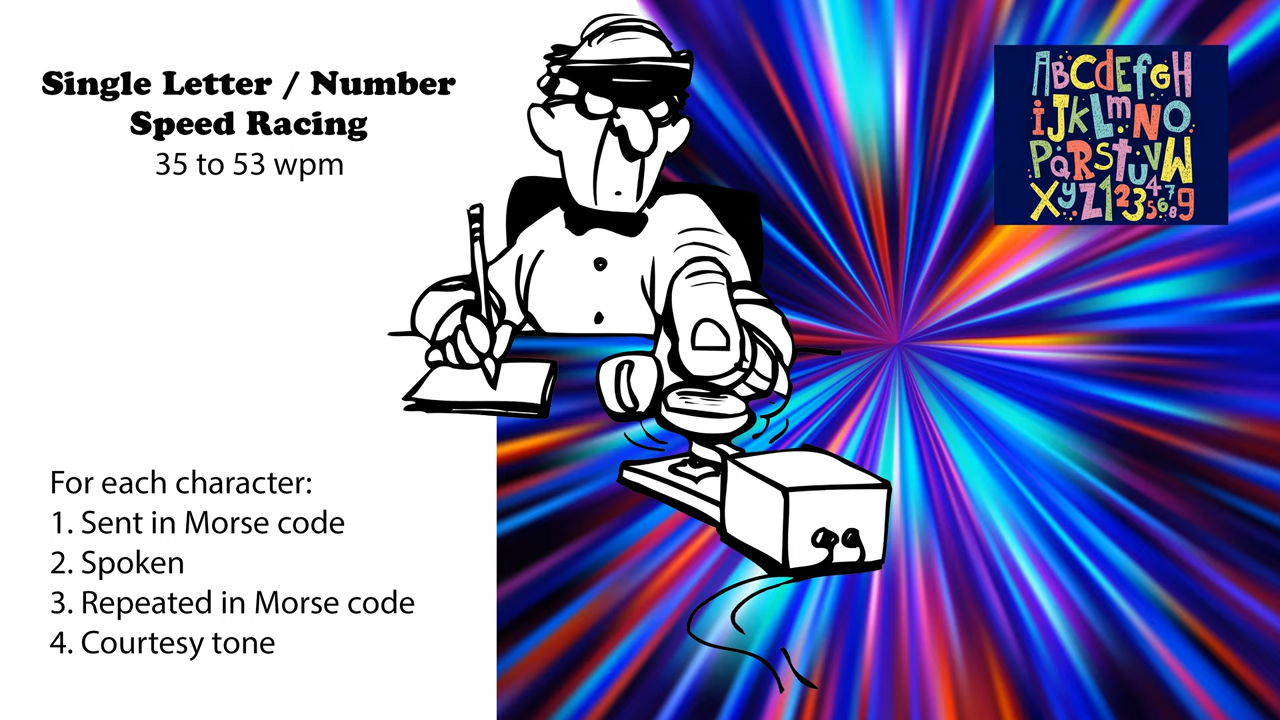 Single Letter / Number
Speed Racing
35 to 53 wpm
ABCdEfGH
iJkLmNO
PQRStuvW
XyZ123456789
For each character:
1. Sent in Morse code
2. Spoken
3. Repeated in Morse code
4. Courtesy tone